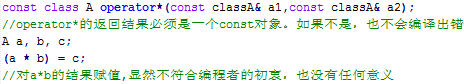 const class A operator*(const classA& a1,const classA& a2);
//operator*的返回结果必须是一个const对象。如果不是，也不会编译出错
A a, b, c;
(a * b) = c;
//对a*b的结果赋值,显然不符合编程者的初衷，也没有任何意义